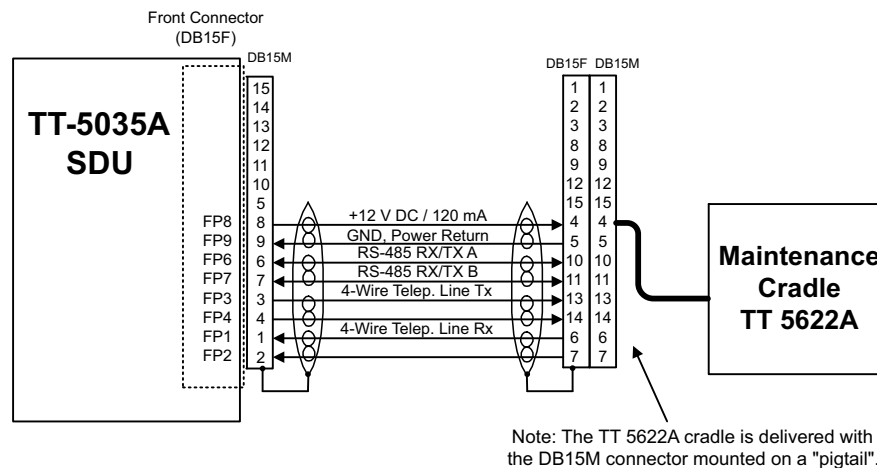 Front Connector
(DB15F)
DB15M
DB15F DB15M
TT-5035A
SDU
15
14
13
12
11
10
5
FP8 8
FP9 9
FP6 6
FP7 7
FP3 3
FP4 4
FP1 1
FP2 2
+12 V DC / 120 mA
GND, Power Return
RS-485 RX/TX A
RS-485 RX/TX B
4-Wire Telep. Line Tx
4-Wire Telep. Line Rx
1 1
2 2
3 3
8 8
9 9
12 12
15 15
4 4
5 5
10 10
11 11
13 13
14 14
6 6
7 7
Maintenance
Cradle
TT 5622A
Note: The TT 5622A cradle is delivered with
the DB15M connector mounted on a "pigtail".